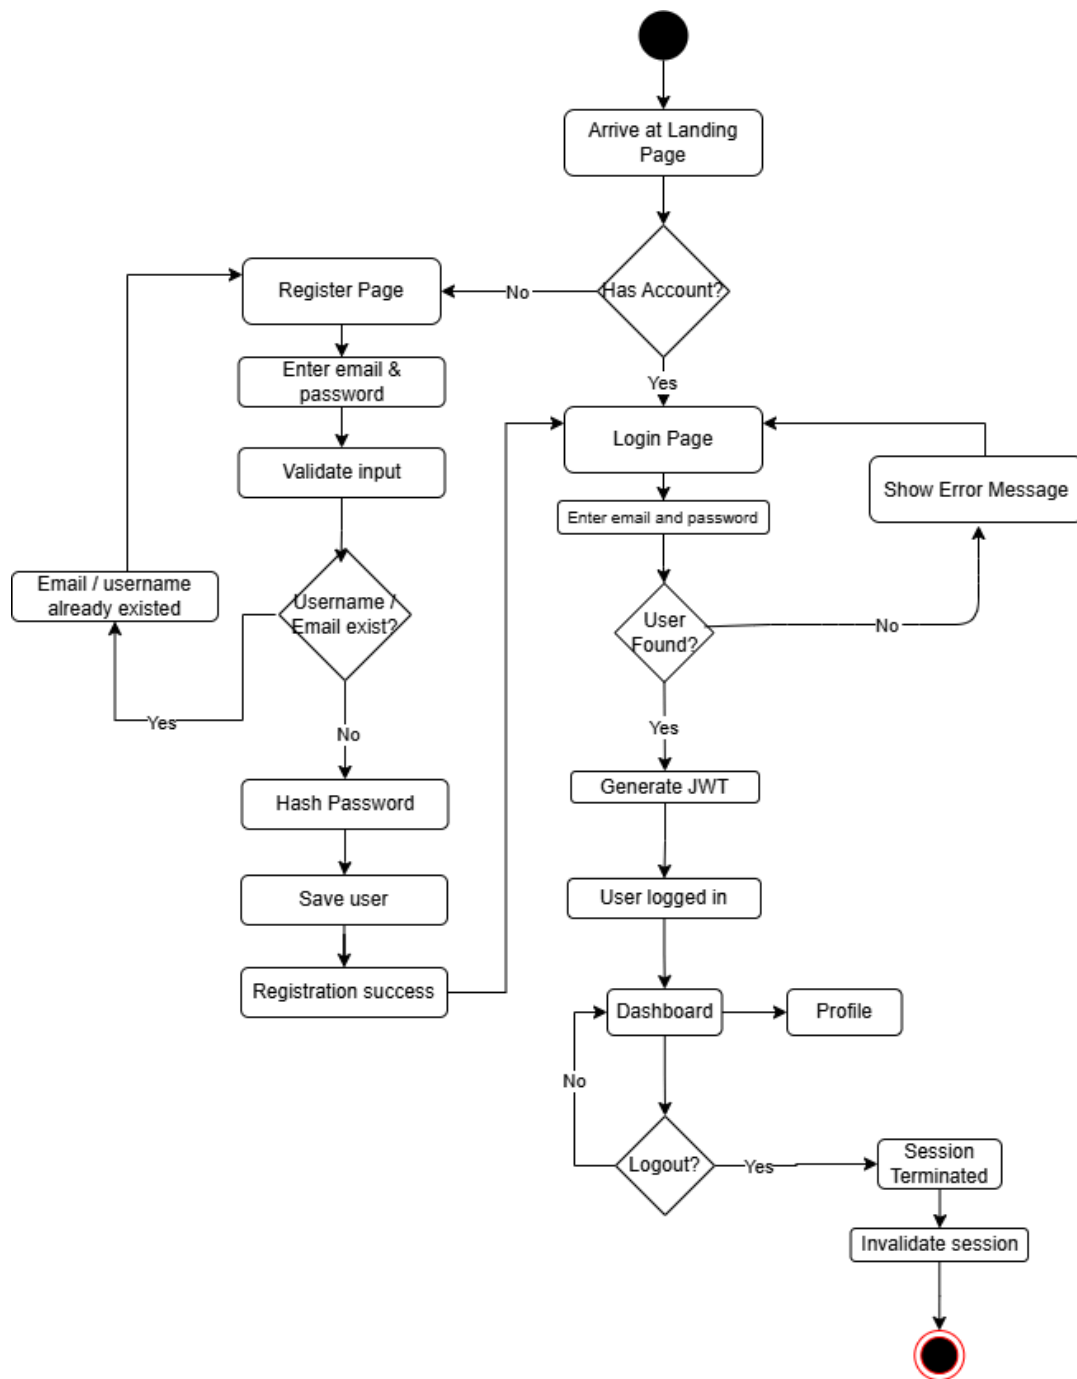 Arrive at Landing
Page
Has Account?
No
Register Page
Yes
Enter email &
password
Login Page
Validate input
Show Error Message
Enter email and password
Email / username
already existed
Username /
Email exist?
User
Found?
No
Yes
No
Yes
Generate JWT
Hash Password
User logged in
Save user
Registration success
Dashboard
Profile
No
Logout?
Yes
Session
Terminated
Invalidate session